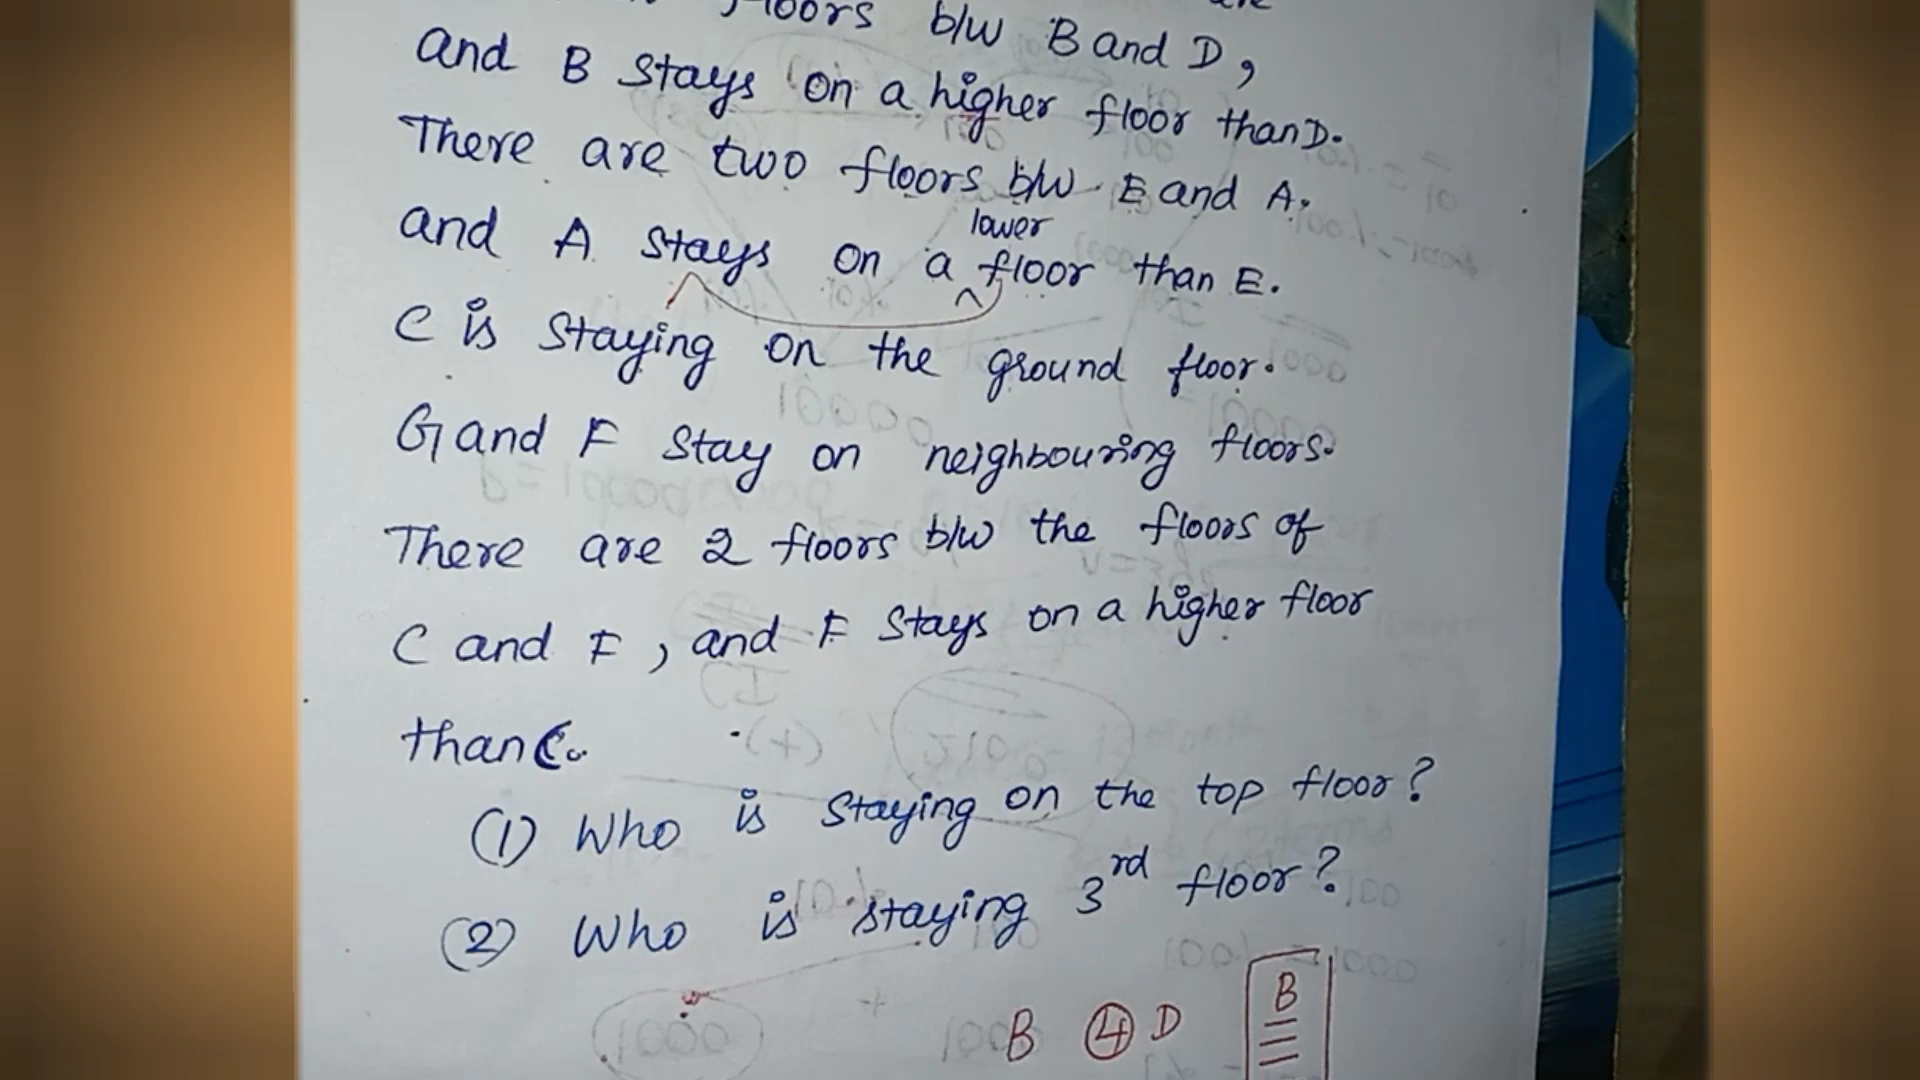 floors b/w B and D,
and B stays on a higher floor than D.
There are two floors b/w E and A.
lower
and A stays on a floor than E.
C is staying on the ground floor.
G and F stay on neighbouring floors.
There are 2 floors b/w the floors of
C and F, and F stays on a higher floor
than C.
(1) Who is staying on the top floor?
(2) Who is staying 3rd floor?
B 4 D B